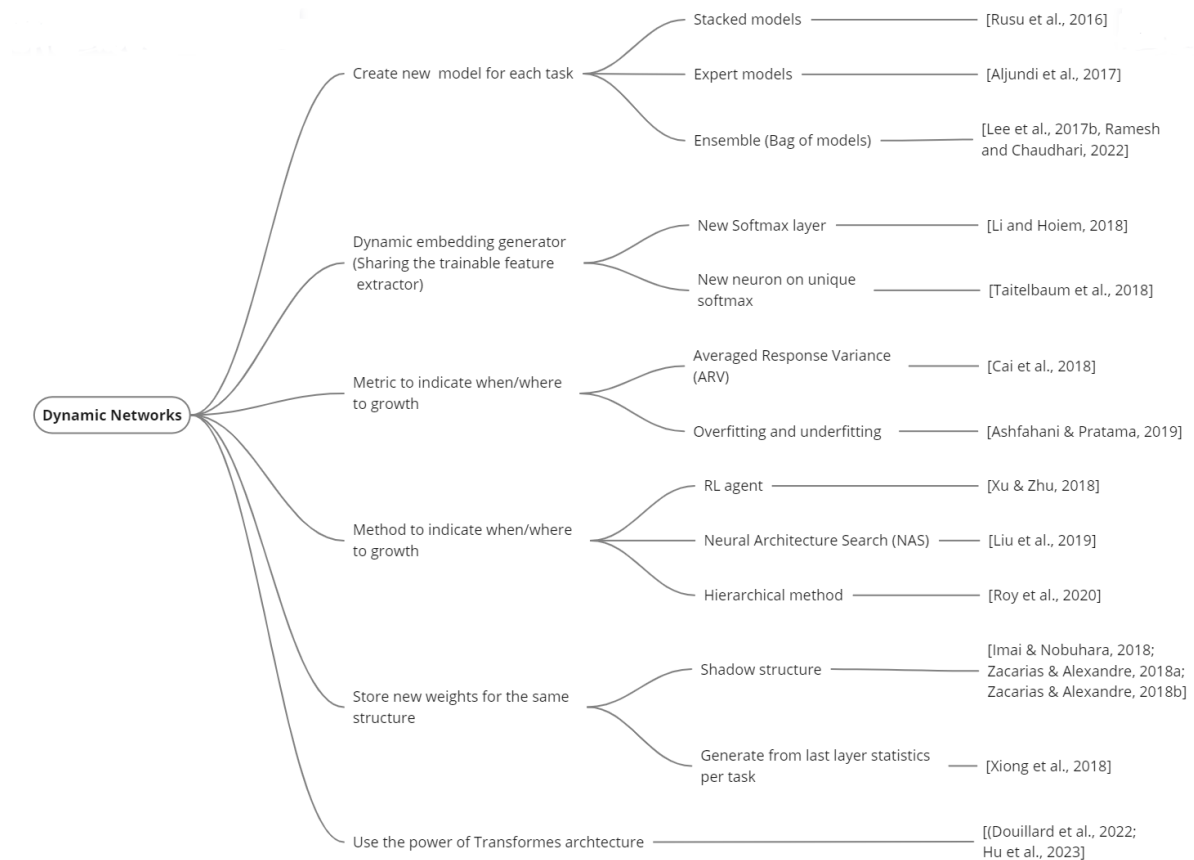 Dynamic Networks
Create new model for each task
Stacked models
[Rusu et al., 2016]
Expert models
[Aljundi et al., 2017]
Ensemble (Bag of models)
[Lee et al., 2017b, Ramesh
and Chaudhari, 2022]
Dynamic embedding generator
(Sharing the trainable feature
extractor)
New Softmax layer
[Li and Hoiem, 2018]
New neuron on unique
softmax
[Taitelbaum et al., 2018]
Metric to indicate when/where
to growth
Averaged Response Variance
(ARV)
[Cai et al., 2018]
Overfitting and underfitting
[Ashfahani & Pratama, 2019]
Method to indicate when/where
to growth
RL agent
[Xu & Zhu, 2018]
Neural Architecture Search (NAS)
[Liu et al., 2019]
Hierarchical method
[Roy et al., 2020]
Store new weights for the same
structure
Shadow structure
[Imai & Nobuhara, 2018;
Zacarias & Alexandre, 2018a;
Zacarias & Alexandre, 2018b]
Generate from last layer statistics
per task
[Xiong et al., 2018]
Use the power of Transformes archtecture
[(Douillard et al., 2022;
Hu et al., 2023]